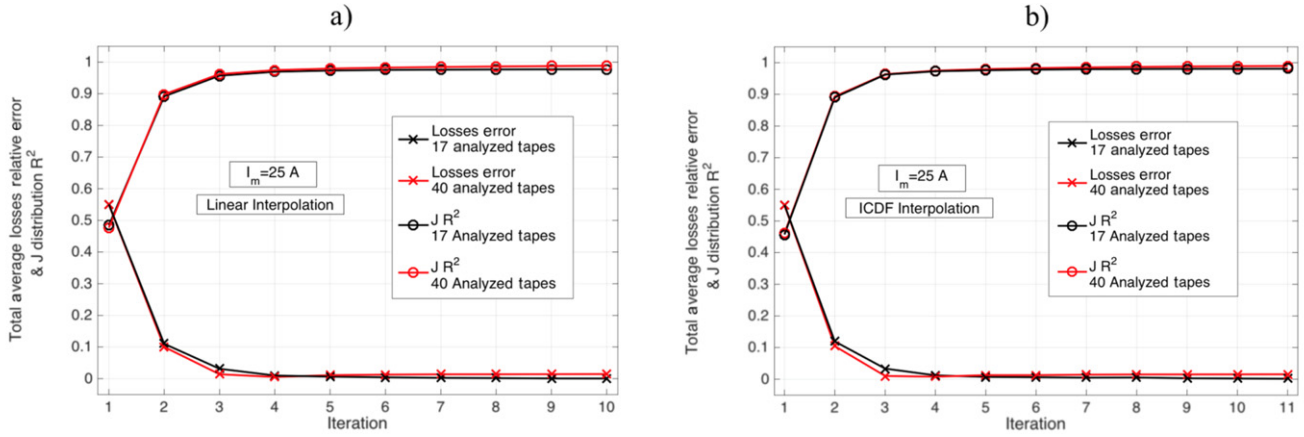 a)
Total average losses relative error
& J distribution R²
1
0.9
0.8
0.7
0.6
0.5
0.4
0.3
0.2
0.1
0
I_m=25 A
Linear Interpolation
Losses error
17 analyzed tapes
Losses error
40 analyzed tapes
J R²
17 Analyzed tapes
J R²
40 Analyzed tapes
1 2 3 4 5 6 7 8 9 10
Iteration
b)
Total average losses relative error
& J distribution R²
1
0.9
0.8
0.7
0.6
0.5
0.4
0.3
0.2
0.1
0
I_m=25 A
ICDF Interpolation
Losses error
17 analyzed tapes
Losses error
40 analyzed tapes
J R²
17 Analyzed tapes
J R²
40 Analyzed tapes
1 2 3 4 5 6 7 8 9 10 11
Iteration